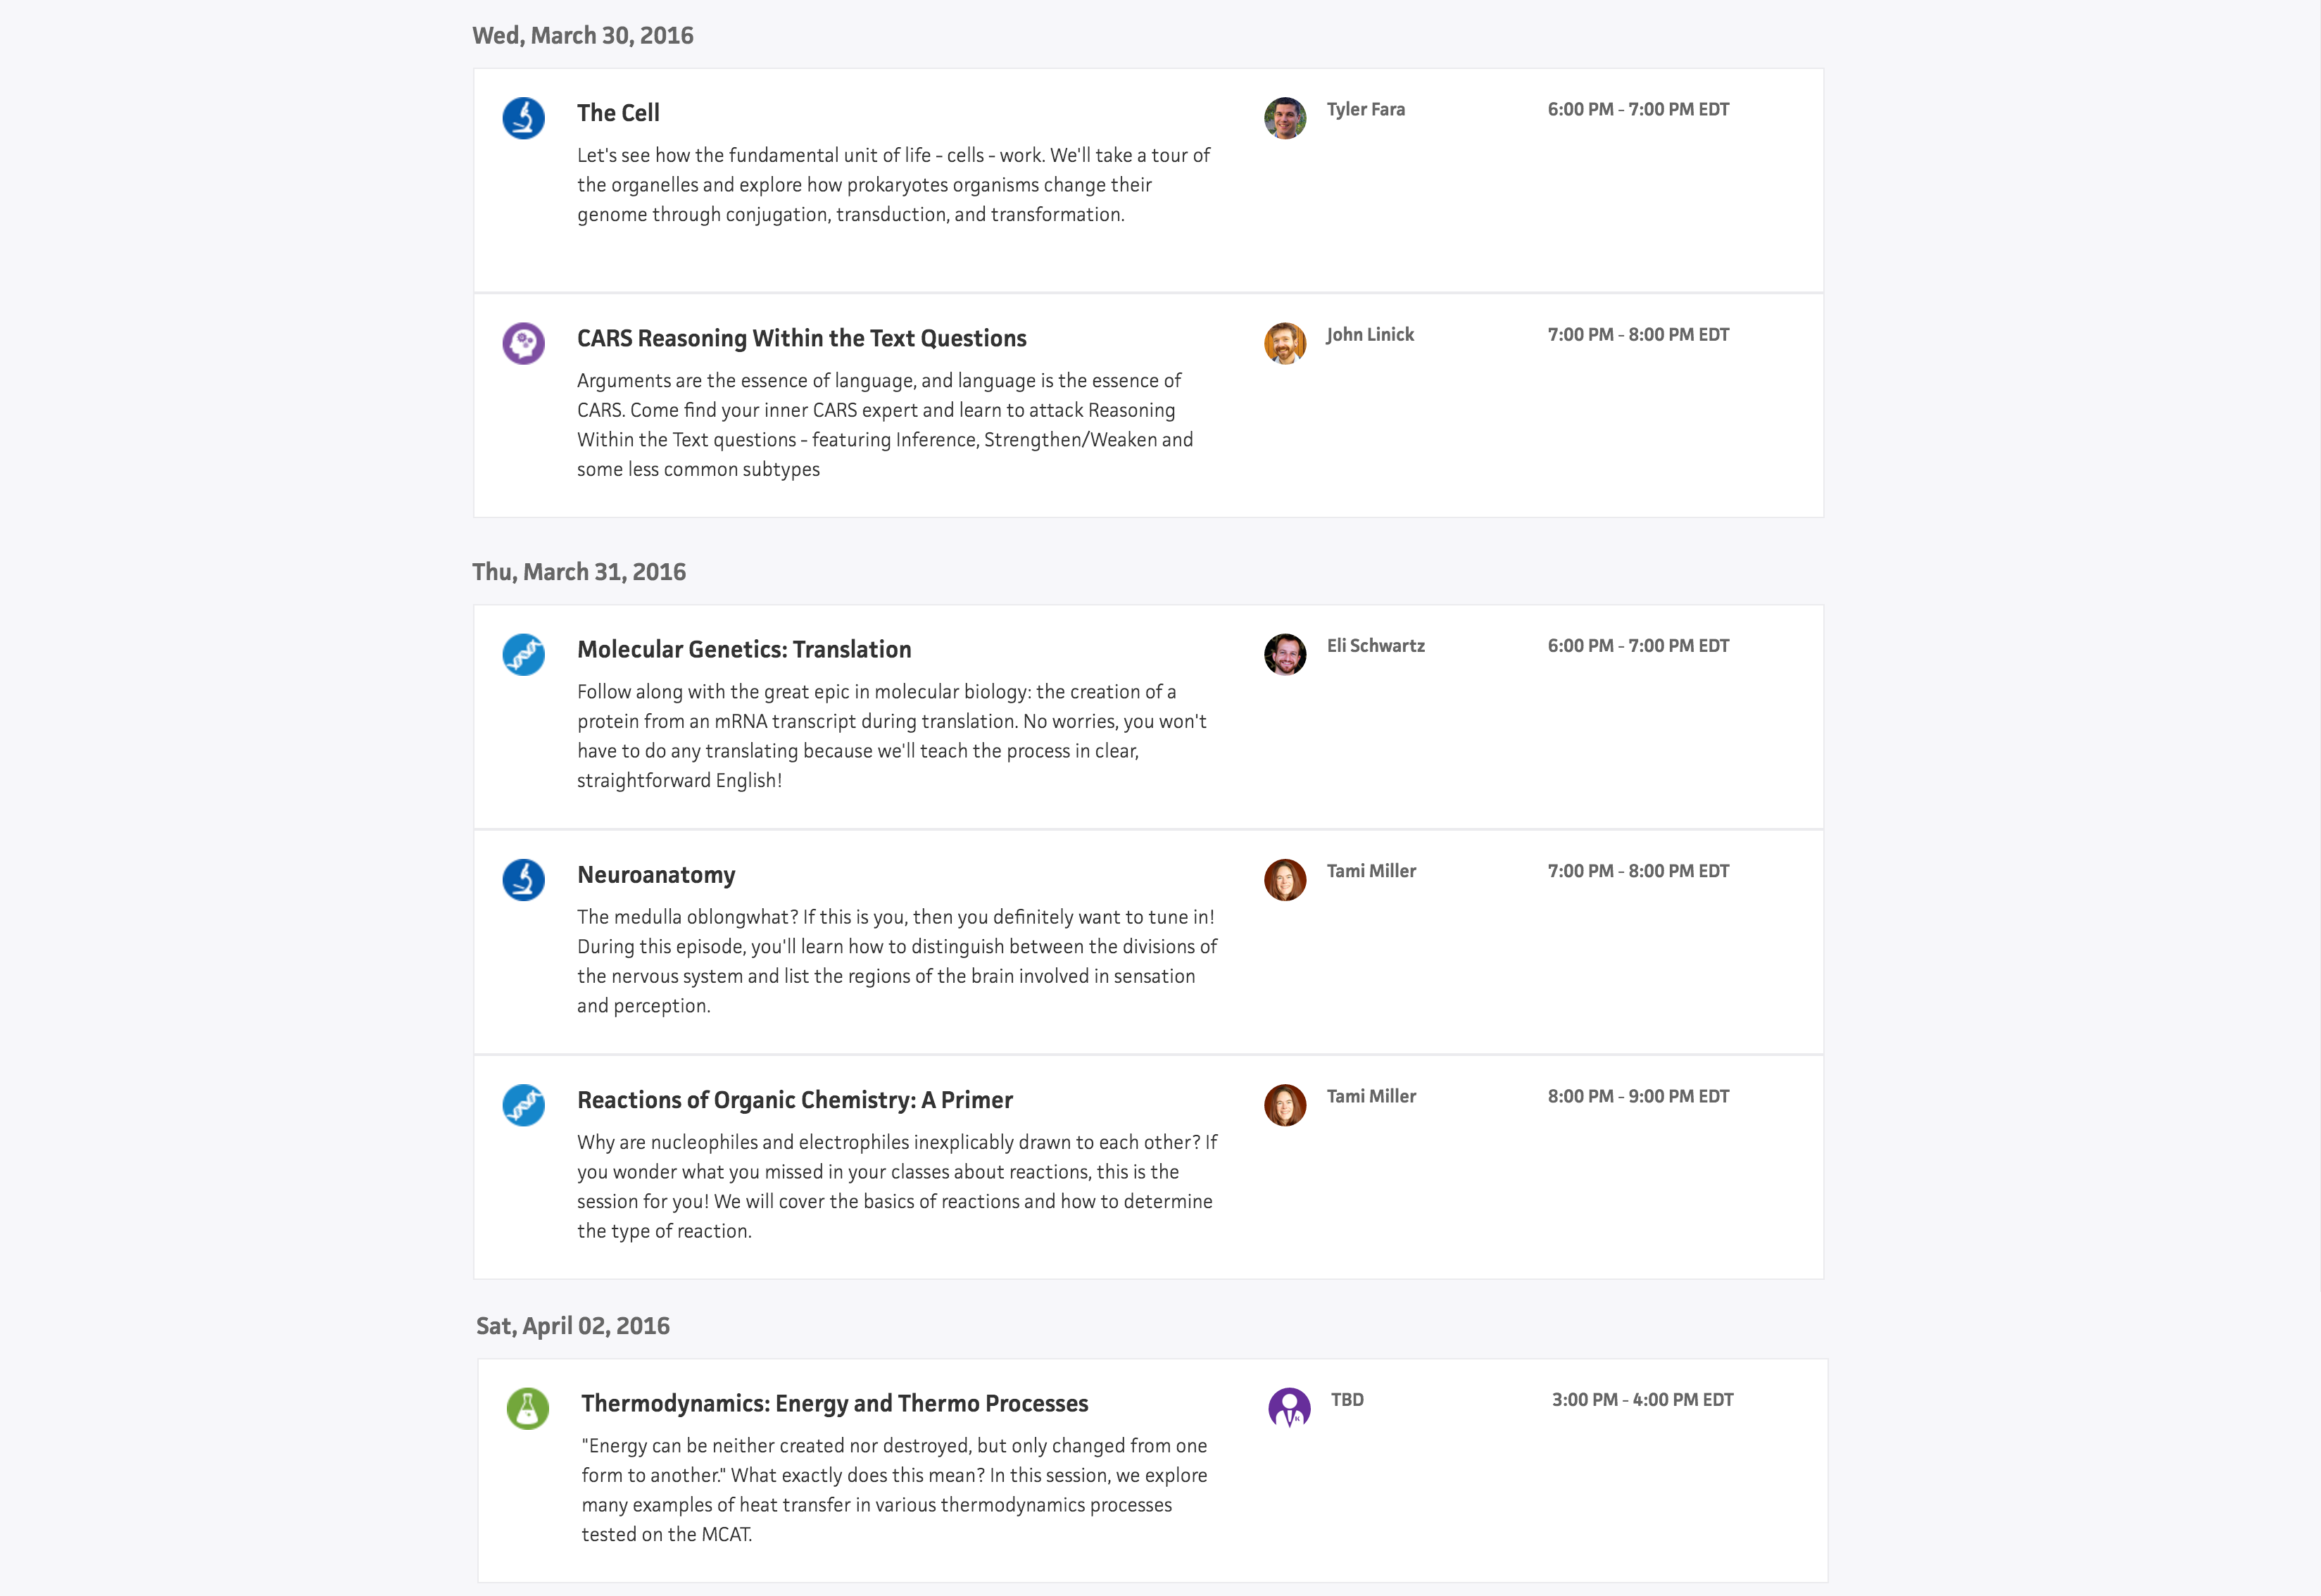 Wed, March 30, 2016
The Cell
Let's see how the fundamental unit of life - cells - work. We'll take a tour of
the organelles and explore how prokaryotes organisms change their
genome through conjugation, transduction, and transformation.
Tyler Fara
6:00 PM - 7:00 PM EDT
CARS Reasoning Within the Text Questions
Arguments are the essence of language, and language is the essence of
CARS. Come find your inner CARS expert and learn to attack Reasoning
Within the Text questions - featuring Inference, Strengthen/Weaken and
some less common subtypes
John Linick
7:00 PM - 8:00 PM EDT
Thu, March 31, 2016
Molecular Genetics: Translation
Follow along with the great epic in molecular biology: the creation of a
protein from an mRNA transcript during translation. No worries, you won't
have to do any translating because we'll teach the process in clear,
straightforward English!
Eli Schwartz
6:00 PM - 7:00 PM EDT
Neuroanatomy
The medulla oblongwhat? If this is you, then you definitely want to tune in!
During this episode, you'll learn how to distinguish between the divisions of
the nervous system and list the regions of the brain involved in sensation
and perception.
Tami Miller
7:00 PM - 8:00 PM EDT
Reactions of Organic Chemistry: A Primer
Why are nucleophiles and electrophiles inexplicably drawn to each other? If
you wonder what you missed in your classes about reactions, this is the
session for you! We will cover the basics of reactions and how to determine
the type of reaction.
Tami Miller
8:00 PM - 9:00 PM EDT
Sat, April 02, 2016
Thermodynamics: Energy and Thermo Processes
"Energy can be neither created nor destroyed, but only changed from one
form to another." What exactly does this mean? In this session, we explore
many examples of heat transfer in various thermodynamics processes
tested on the MCAT.
TBD
3:00 PM - 4:00 PM EDT